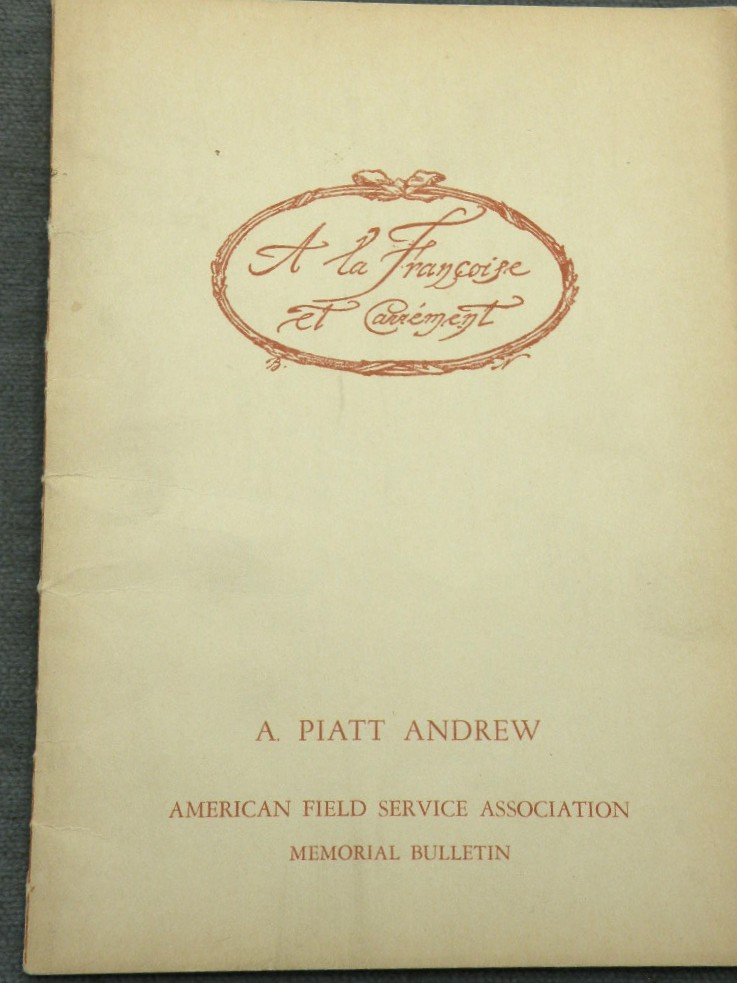 A la Françoise
et Carrément
B. N
A. PIATT ANDREW
AMERICAN FIELD SERVICE ASSOCIATION
MEMORIAL BULLETIN